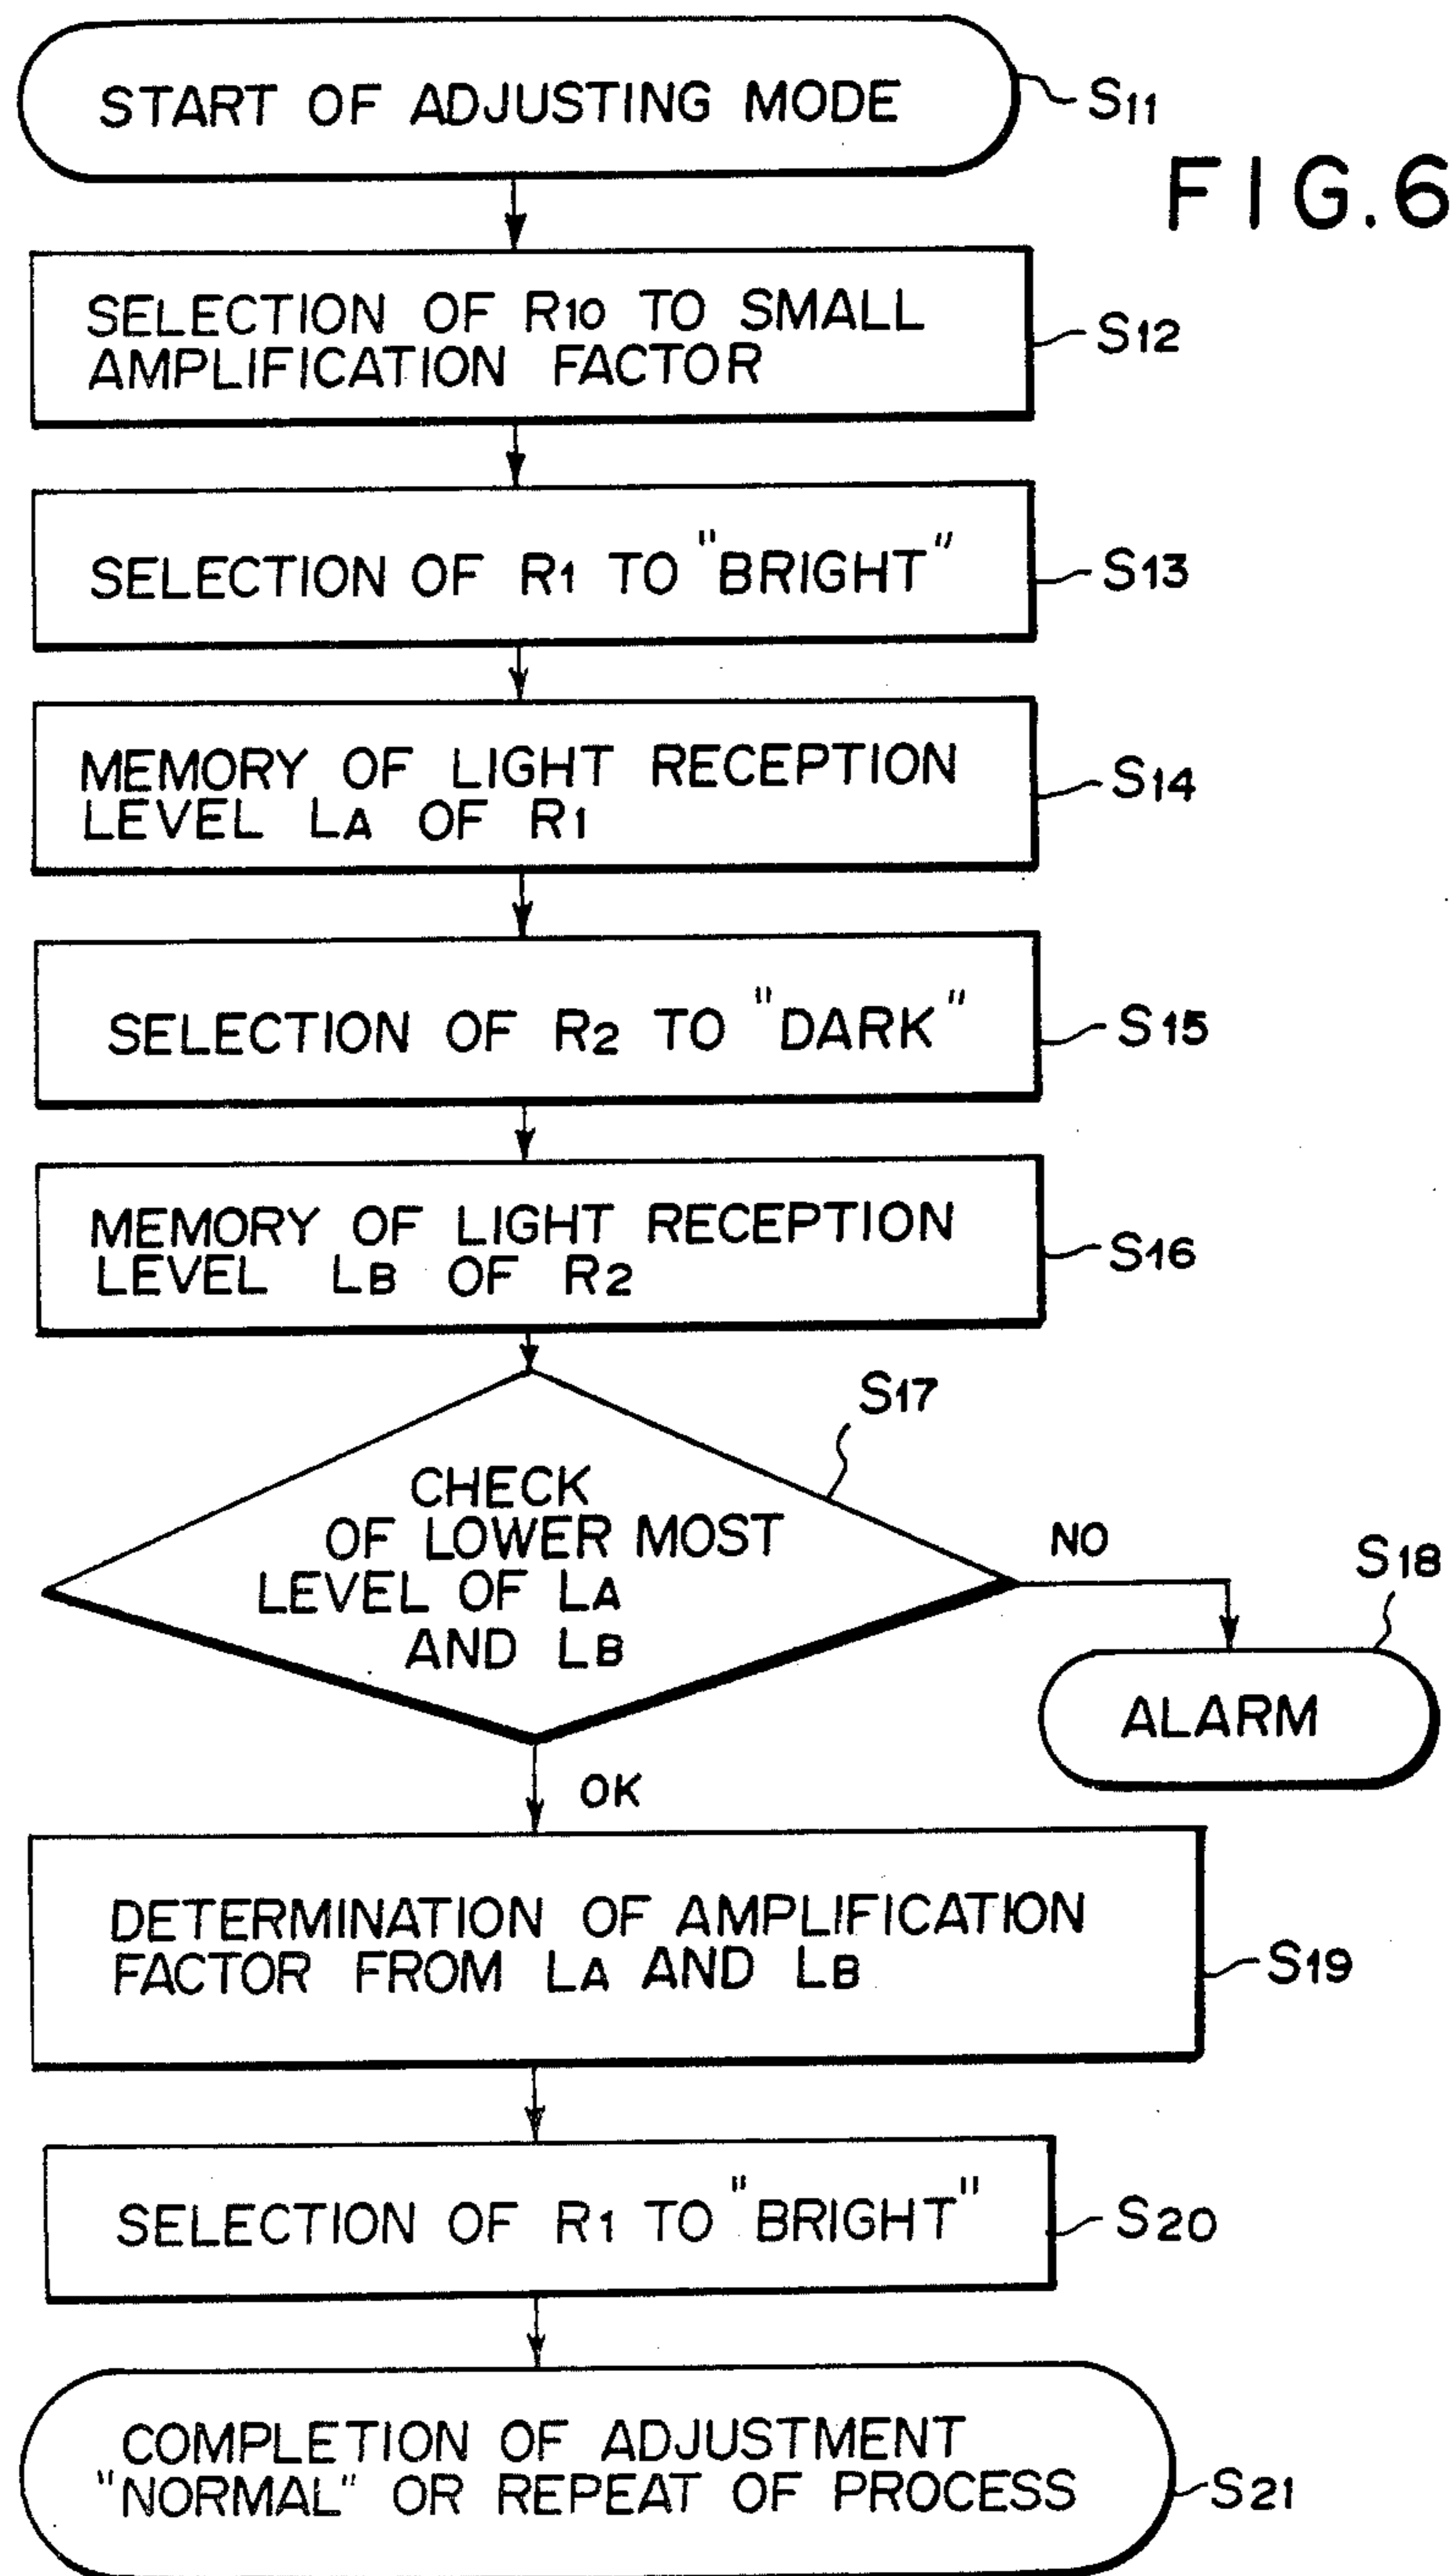 START OF ADJUSTING MODE
S11
FIG.6
SELECTION OF R10 TO SMALL
AMPLIFICATION FACTOR
S12
SELECTION OF R1 TO "BRIGHT"
S13
MEMORY OF LIGHT RECEPTION
LEVEL LA OF R1
S14
SELECTION OF R2 TO "DARK"
S15
MEMORY OF LIGHT RECEPTION
LEVEL LB OF R2
S16
S17
CHECK
OF LOWER MOST
LEVEL OF LA
AND LB
NO
S18
ALARM
OK
DETERMINATION OF AMPLIFICATION
FACTOR FROM LA AND LB
S19
SELECTION OF R1 TO "BRIGHT"
S20
COMPLETION OF ADJUSTMENT
"NORMAL" OR REPEAT OF PROCESS
S21